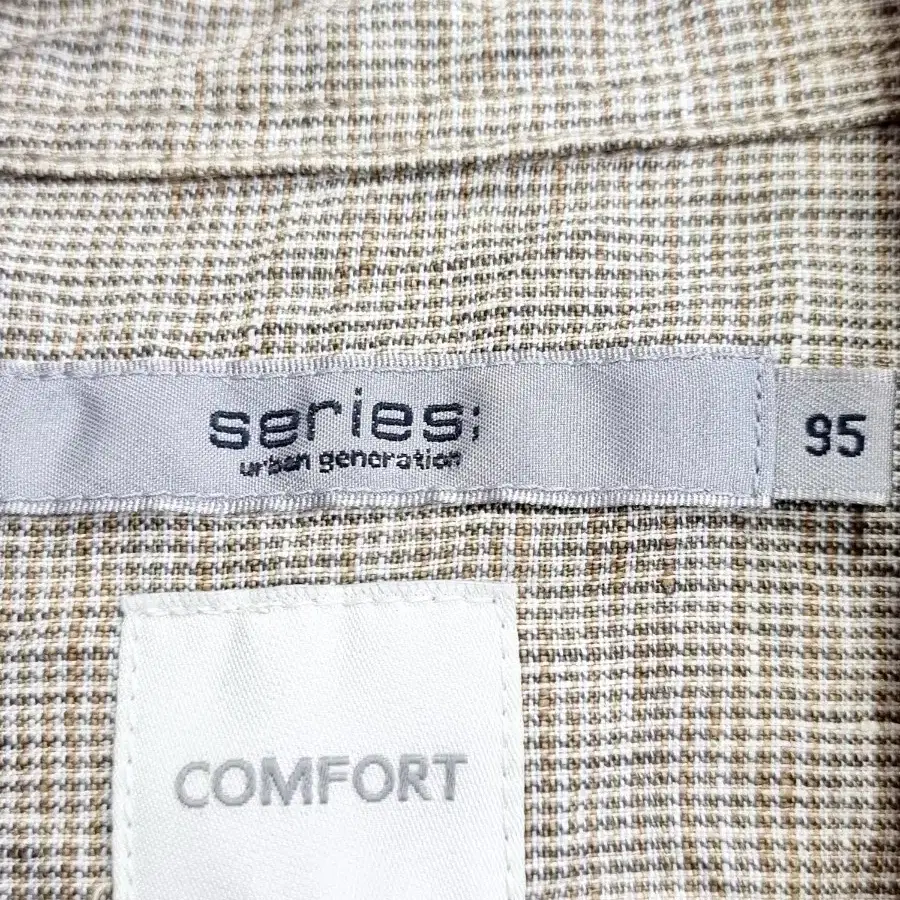 series;
urban generation
95
COMFORT